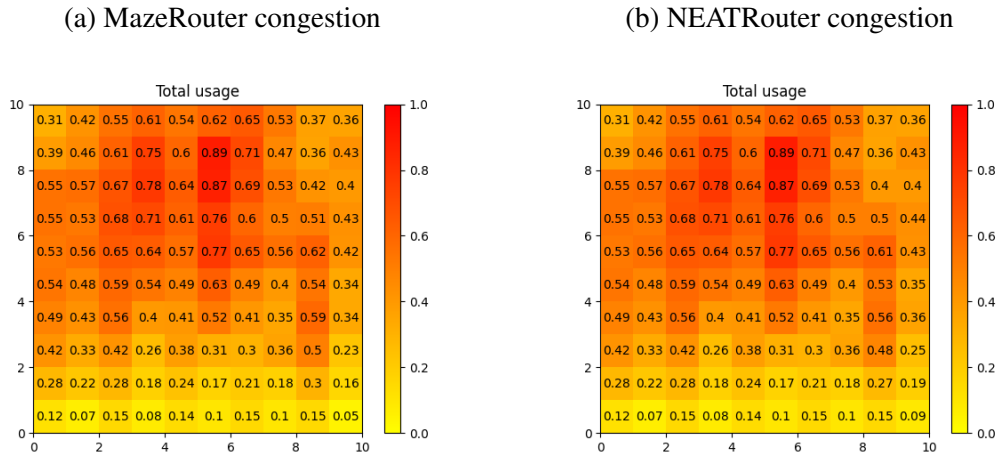 (a) MazeRouter congestion
Total usage
10
8
6
4
2
0
0.31 0.42 0.55 0.61 0.54 0.62 0.65 0.53 0.37 0.36
0.39 0.46 0.61 0.75 0.6 0.89 0.71 0.47 0.36 0.43
0.55 0.57 0.67 0.78 0.64 0.87 0.69 0.53 0.42 0.4
0.55 0.53 0.68 0.71 0.61 0.76 0.6 0.5 0.51 0.43
0.53 0.56 0.65 0.64 0.57 0.77 0.65 0.56 0.62 0.42
0.54 0.48 0.59 0.54 0.49 0.63 0.49 0.4 0.54 0.34
0.49 0.43 0.56 0.4 0.41 0.52 0.41 0.35 0.59 0.34
0.42 0.33 0.42 0.26 0.38 0.31 0.3 0.36 0.5 0.23
0.28 0.22 0.28 0.18 0.24 0.17 0.21 0.18 0.3 0.16
0.12 0.07 0.15 0.08 0.14 0.1 0.15 0.1 0.15 0.05
0 2 4 6 8 10
1.0
0.8
0.6
0.4
0.2
0.0
(b) NEATRouter congestion
Total usage
10
8
6
4
2
0
0.31 0.42 0.55 0.61 0.54 0.62 0.65 0.53 0.37 0.36
0.39 0.46 0.61 0.75 0.6 0.89 0.71 0.47 0.36 0.43
0.55 0.57 0.67 0.78 0.64 0.87 0.69 0.53 0.4 0.4
0.55 0.53 0.68 0.71 0.61 0.76 0.6 0.5 0.5 0.44
0.53 0.56 0.65 0.64 0.57 0.77 0.65 0.56 0.61 0.43
0.54 0.48 0.59 0.54 0.49 0.63 0.49 0.4 0.53 0.35
0.49 0.43 0.56 0.4 0.41 0.52 0.41 0.35 0.56 0.36
0.42 0.33 0.42 0.26 0.38 0.31 0.3 0.36 0.48 0.25
0.28 0.22 0.28 0.18 0.24 0.17 0.21 0.18 0.27 0.19
0.12 0.07 0.15 0.08 0.14 0.1 0.15 0.1 0.15 0.09
0 2 4 6 8 10
1.0
0.8
0.6
0.4
0.2
0.0